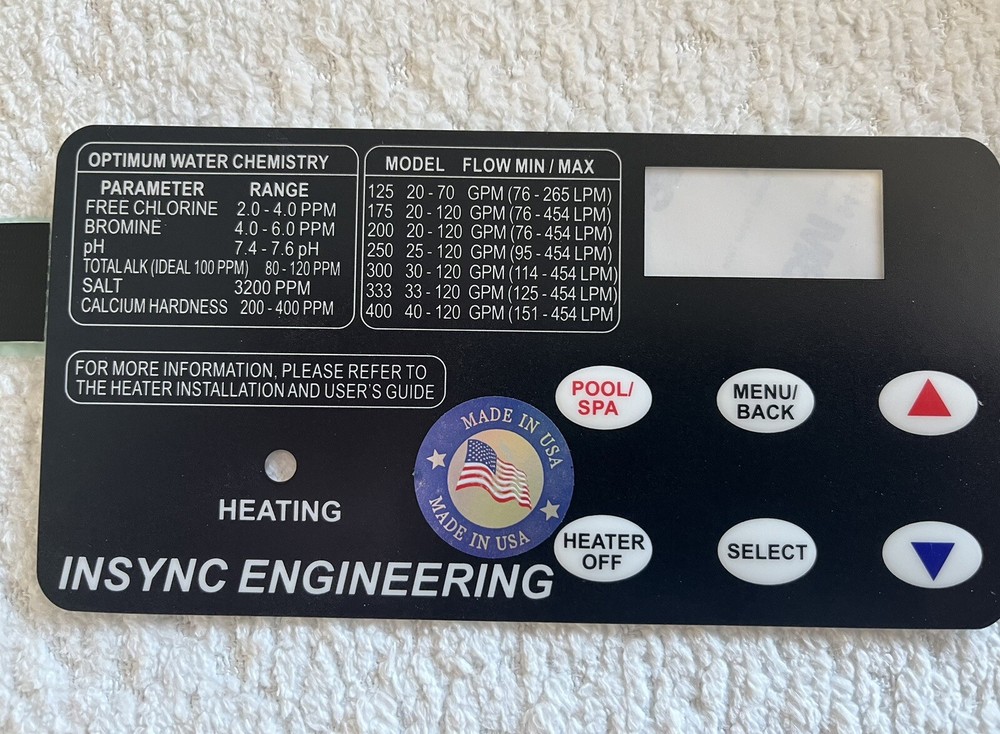 OPTIMUM WATER CHEMISTRY
PARAMETER RANGE
FREE CHLORINE 2.0 - 4.0 PPM
BROMINE 4.0 - 6.0 PPM
pH 7.4 - 7.6 pH
TOTAL ALK (IDEAL 100 PPM) 80 - 120 PPM
SALT 3200 PPM
CALCIUM HARDNESS 200 - 400 PPM
MODEL FLOW MIN / MAX
125 20 - 70 GPM (76 - 265 LPM)
175 20 - 120 GPM (76 - 454 LPM)
200 20 - 120 GPM (76 - 454 LPM)
250 25 - 120 GPM (95 - 454 LPM)
300 30 - 120 GPM (114 - 454 LPM)
333 33 - 120 GPM (125 - 454 LPM)
400 40 - 120 GPM (151 - 454 LPM
FOR MORE INFORMATION, PLEASE REFER TO
THE HEATER INSTALLATION AND USER'S GUIDE
POOL/
SPA
MENU/
BACK
MADE IN USA
MADE IN USA
HEATING
HEATER
OFF
SELECT
INSYNC ENGINEERING